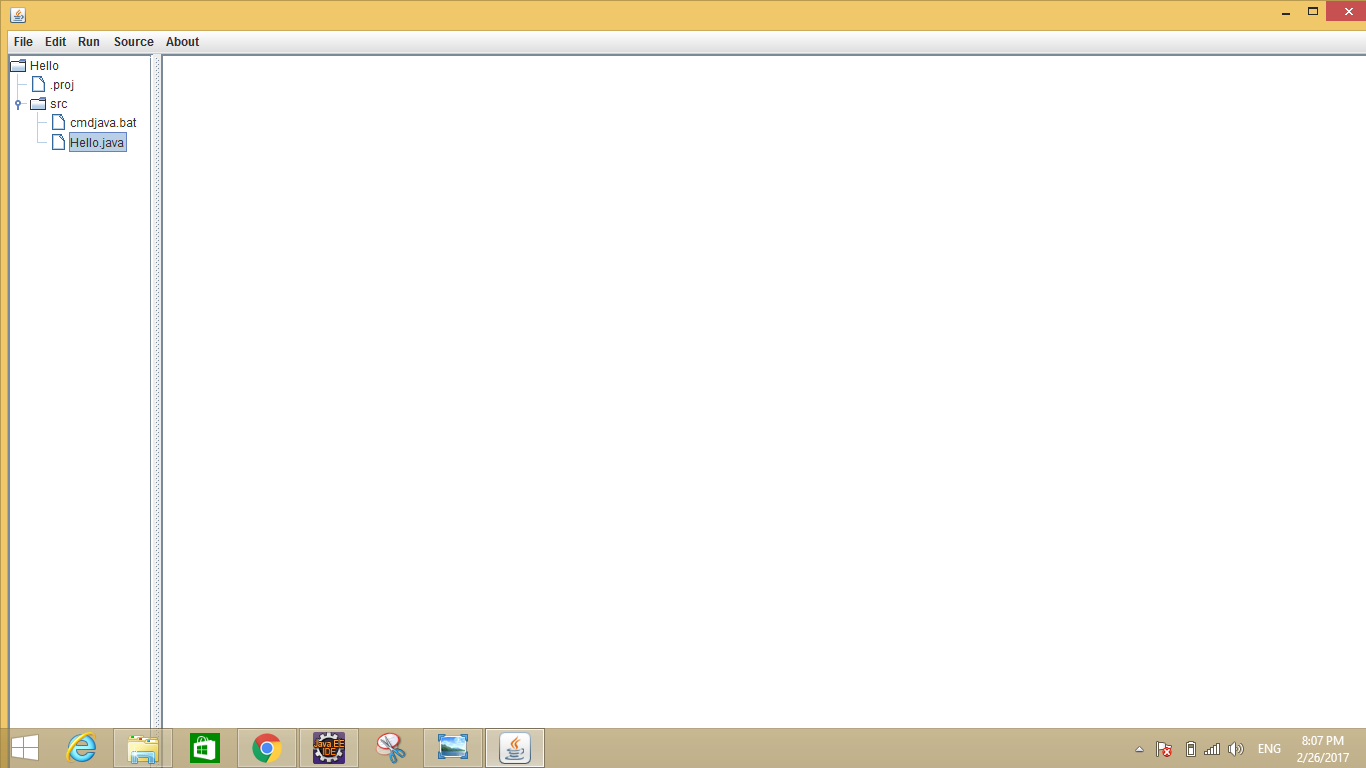 File Edit Run Source About
Hello
.proj
src
cmdjava.bat
Hello.java
Java EE
IDE
ENG
8:07 PM
2/26/2017